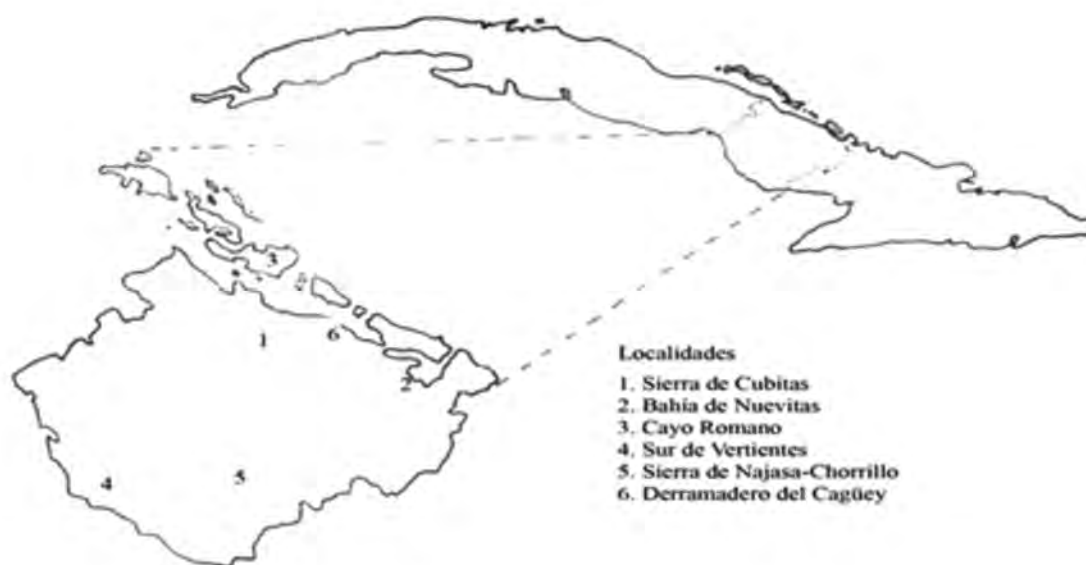 3
1
6
2
4
5
Localidades
1. Sierra de Cubitas
2. Bahía de Nuevitas
3. Cayo Romano
4. Sur de Vertientes
5. Sierra de Najasa-Chorrillo
6. Derramadero del Cagüey